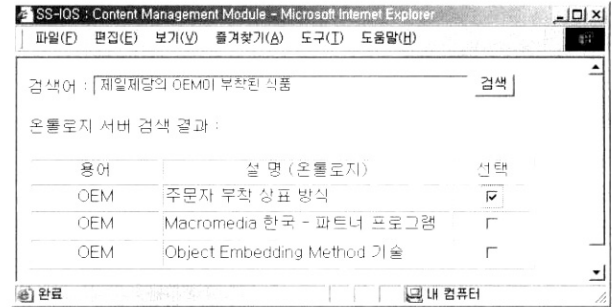 SS-IOS : Content Management Module - Microsoft Internet Explorer
파일(F) 편집(E) 보기(V) 즐겨찾기(A) 도구(T) 도움말(H)
검색어 : 제일제당의 OEM이 부착된 식품 검색
온톨로지 서버 검색 결과 :
용어 설 명 (온톨로지) 선택
OEM 주문자 부착 상표 방식
OEM Macromedia 한국 - 파트너 프로그램
OEM Object Embedding Method 기술
완료 내 컴퓨터